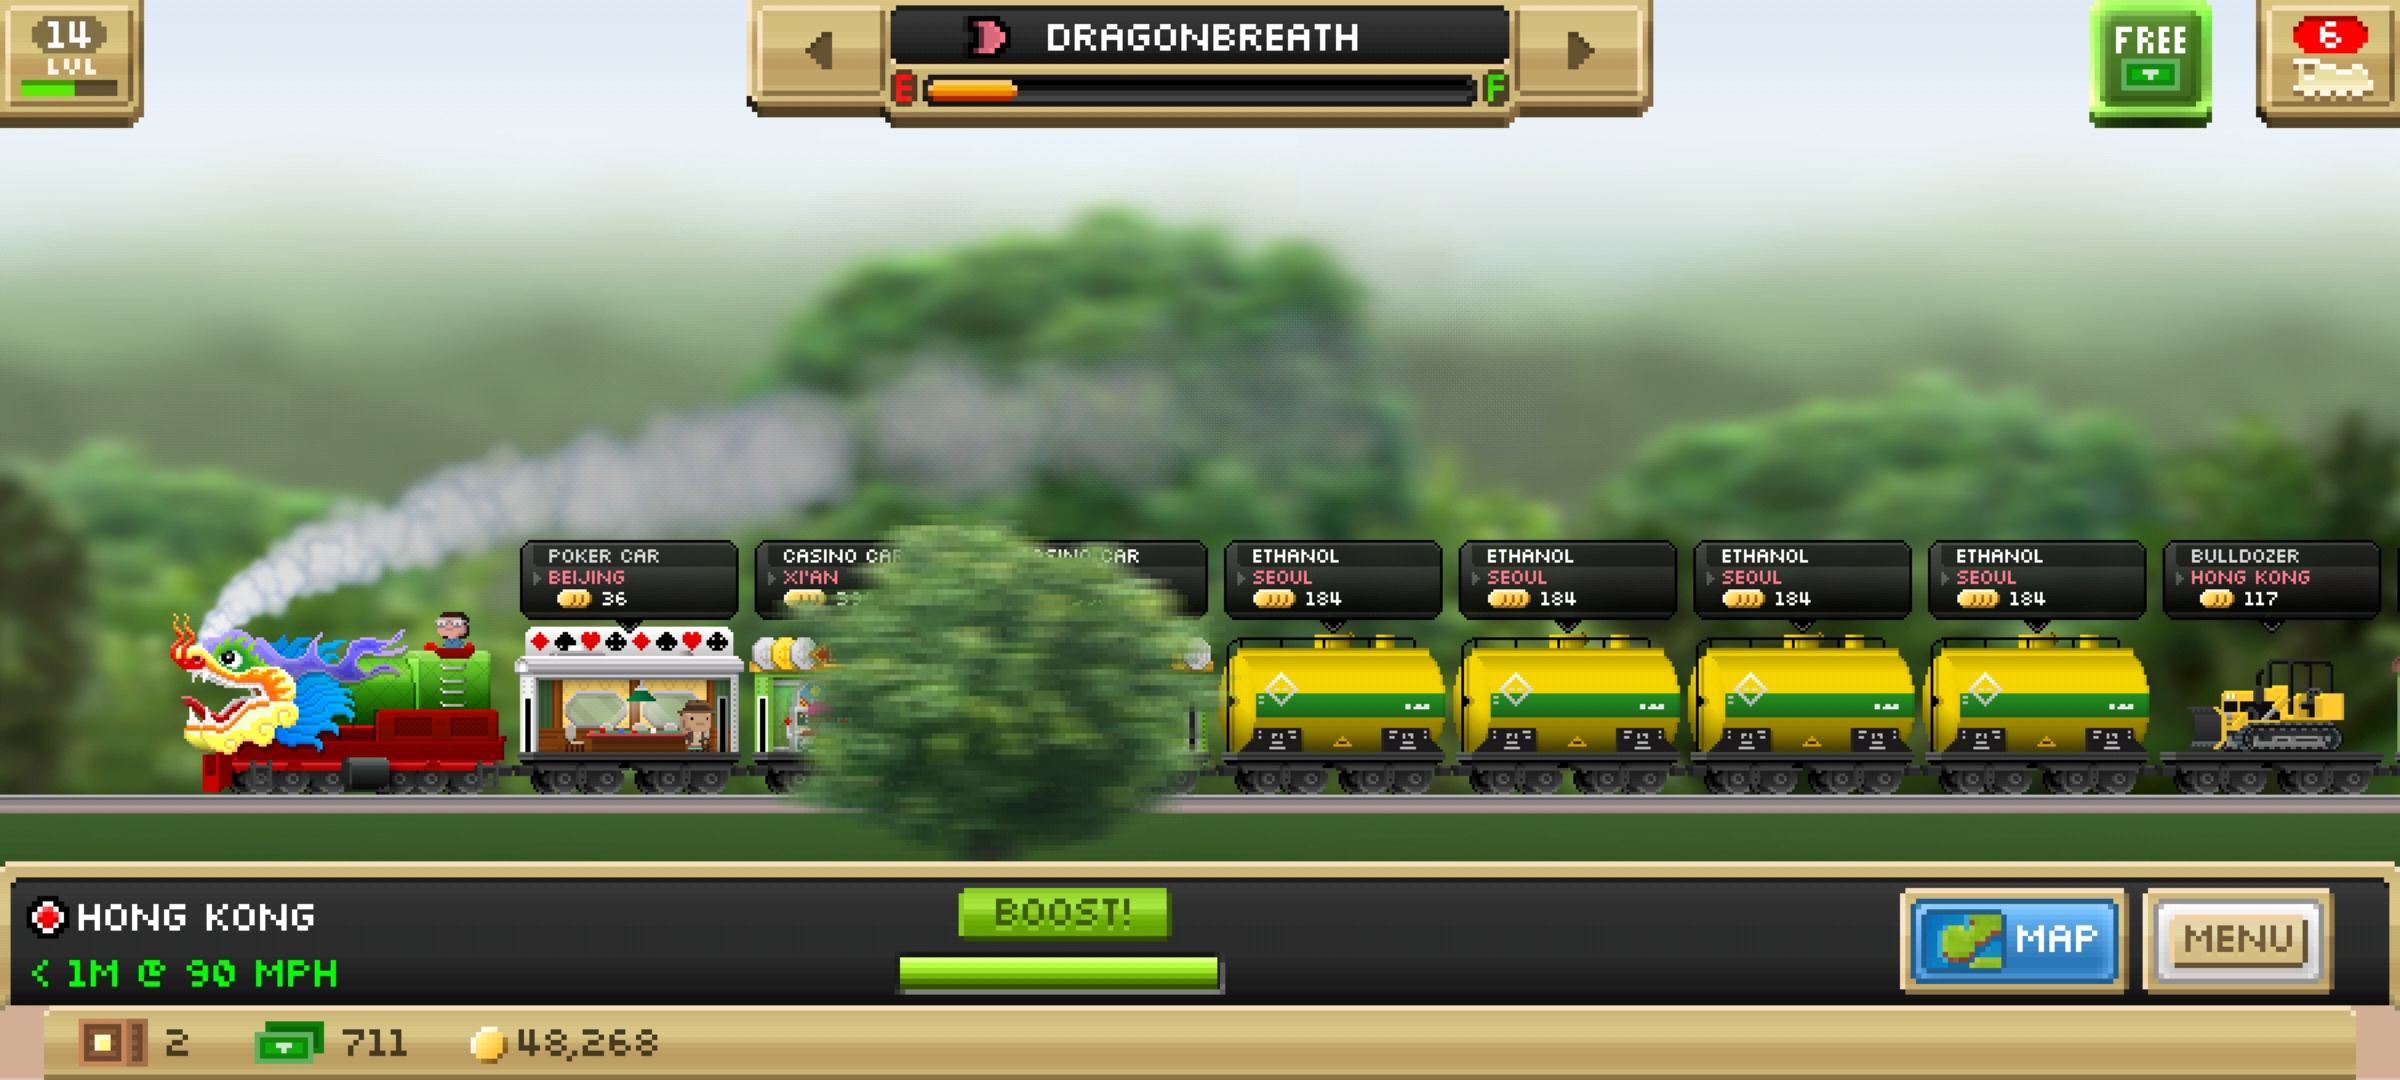 14
LVL
DRAGONBREATH
E
F
FREE
6
POKER CAR
BEIJING
36
CASINO CAR
XI'AN
CAR
ETHANOL
SEOUL
184
ETHANOL
SEOUL
184
ETHANOL
SEOUL
184
ETHANOL
SEOUL
184
BULLDOZER
HONG KONG
117
HONG KONG
< 1M @ 90 MPH
BOOST!
MAP
MENU
2
711
48,268